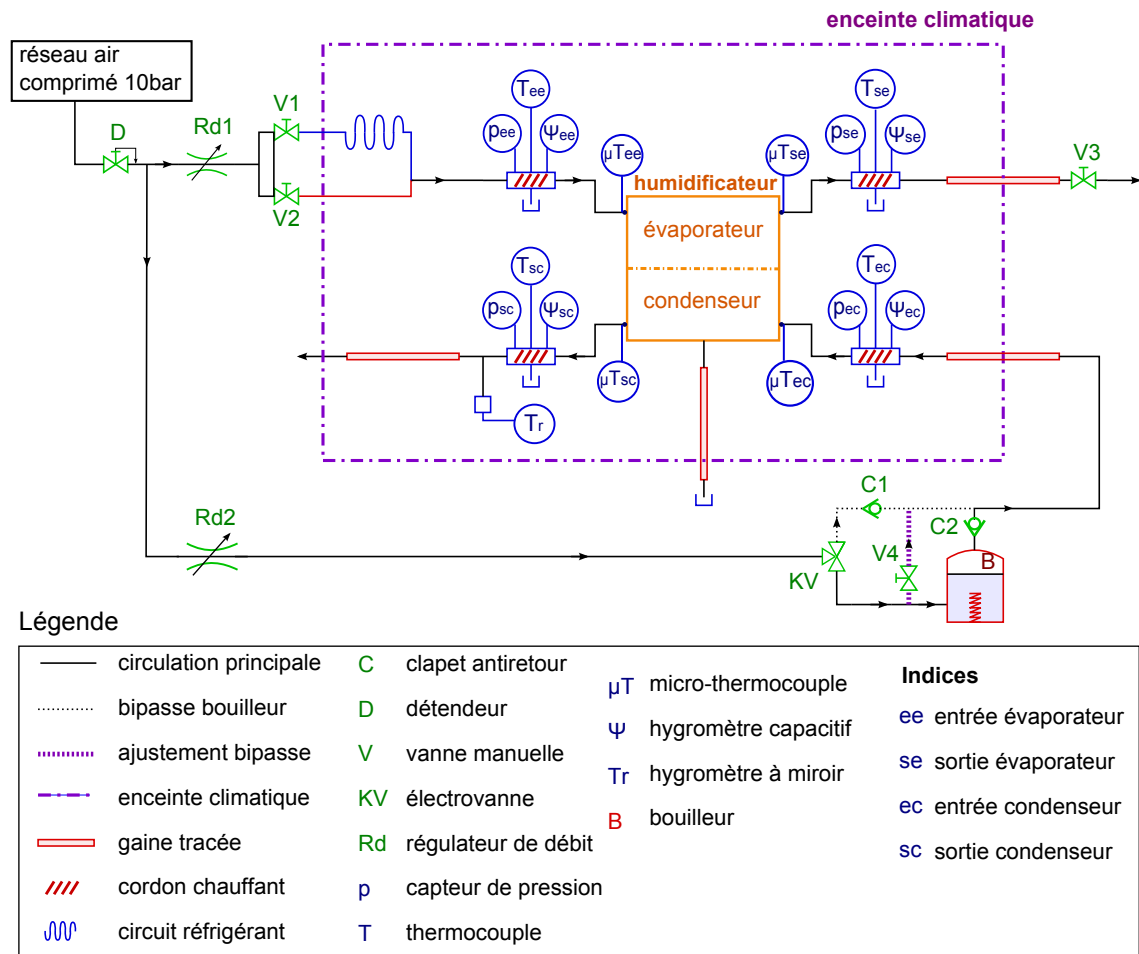 enceinte climatique
réseau air
comprimé 10bar
D
Rd1
V1
V2
Tee
pee
Ψee
µTee
µTse
Tse
pse
Ψse
V3
humidificateur
évaporateur
condenseur
Tsc
psc
Ψsc
µTsc
Tr
Tec
pec
Ψec
µTec
Rd2
C1
C2
V4
KV
B
Légende
circulation principale
bipasse bouilleur
ajustement bipasse
enceinte climatique
gaine tracée
cordon chauffant
circuit réfrigérant
C clapet antiretour
D détendeur
V vanne manuelle
KV électrovanne
Rd régulateur de débit
p capteur de pression
T thermocouple
µT micro-thermocouple
Ψ hygromètre capacitif
Tr hygromètre à miroir
B bouilleur
Indices
ee entrée évaporateur
se sortie évaporateur
ec entrée condenseur
sc sortie condenseur